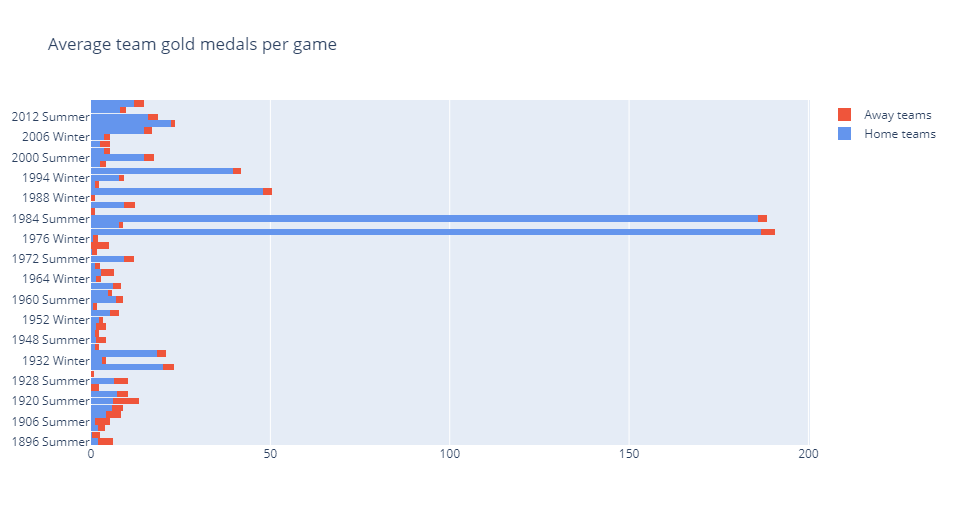 Average team gold medals per game
2012 Summer
2006 Winter
2000 Summer
1994 Winter
1988 Winter
1984 Summer
1976 Winter
1972 Summer
1964 Winter
1960 Summer
1952 Winter
1948 Summer
1932 Winter
1928 Summer
1920 Summer
1906 Summer
1896 Summer
0 50 100 150 200
Away teams
Home teams